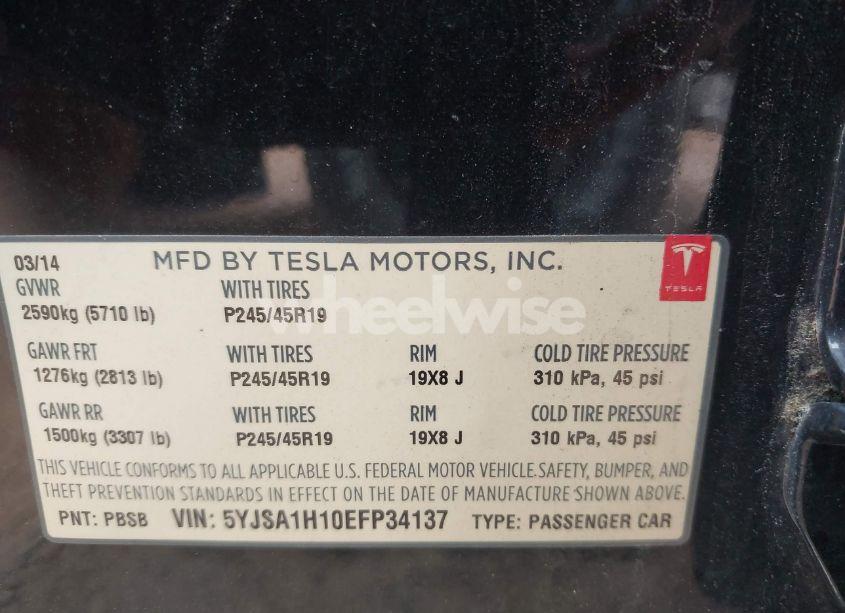 03/14 MFD BY TESLA MOTORS, INC.
TESLA
GVWR WITH TIRES
2590kg (5710 lb) P245/45R19
wheelwise
GAWR FRT WITH TIRES RIM COLD TIRE PRESSURE
1276kg (2813 lb) P245/45R19 19X8 J 310 kPa, 45 psi
GAWR RR WITH TIRES RIM COLD TIRE PRESSURE
1500kg (3307 lb) P245/45R19 19X8 J 310 kPa, 45 psi
THIS VEHICLE CONFORMS TO ALL APPLICABLE U.S. FEDERAL MOTOR VEHICLE SAFETY, BUMPER, AND
THEFT PREVENTION STANDARDS IN EFFECT ON THE DATE OF MANUFACTURE SHOWN ABOVE.
PNT: PBSB VIN: 5YJSA1H10EFP34137 TYPE: PASSENGER CAR